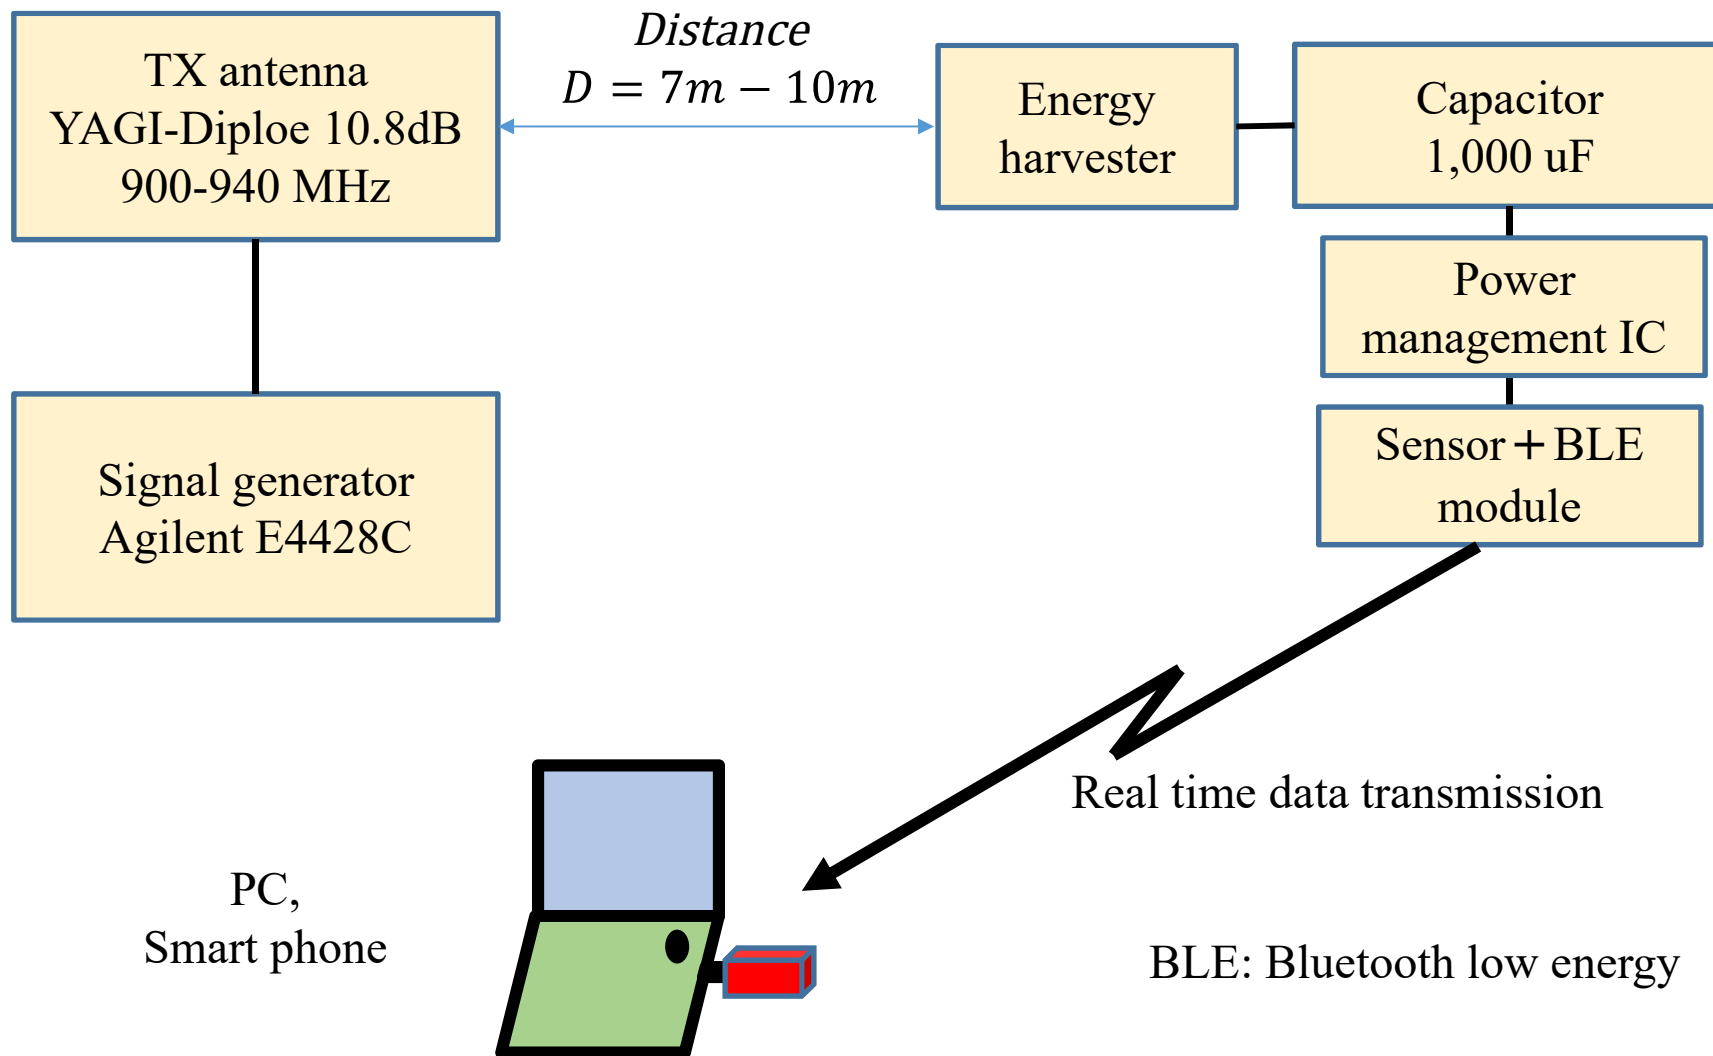 TX antenna
YAGI-Diploe 10.8dB
900-940 MHz
Distance
D = 7m − 10m
Energy
harvester
Capacitor
1,000 uF
Power
management IC
Signal generator
Agilent E4428C
Sensor+BLE
module
Real time data transmission
PC,
Smart phone
BLE: Bluetooth low energy